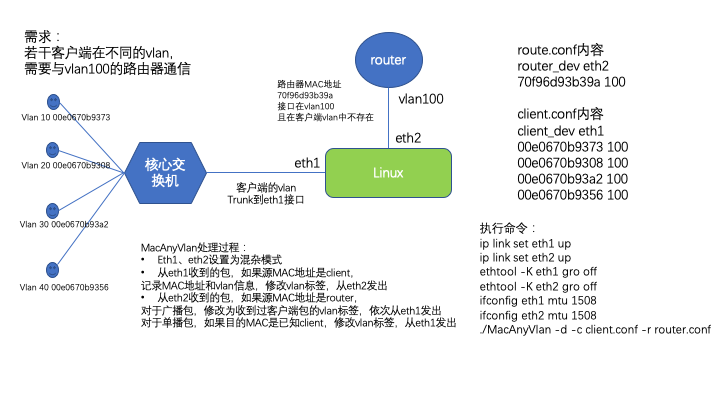 需求：
若干客户端在不同的vlan，
需要与vlan100的路由器通信
Vlan 10 00e0670b9373
Vlan 20 00e0670b9308
Vlan 30 00e0670b93a2
Vlan 40 00e0670b9356
核心交
换机
eth1
客户端的vlan
Trunk到eth1接口
router
路由器MAC地址
70f96d93b39a
接口在vlan100
且在客户端vlan中不存在
vlan100
eth2
Linux
MacAnyVlan处理过程：
• Eth1、eth2设置为混杂模式
• 从eth1收到的包，如果源MAC地址是client，
记录MAC地址和vlan信息，修改vlan标签，从eth2发出
• 从eth2收到的包，如果源MAC地址是router，
对于广播包，修改为收到过客户端包的vlan标签，依次从eth1发出
对于单播包，如果目的MAC是已知client，修改vlan标签，从eth1发出
route.conf内容
router_dev eth2
70f96d93b39a 100
client.conf内容
client_dev eth1
00e0670b9373 100
00e0670b9308 100
00e0670b93a2 100
00e0670b9356 100
执行命令：
ip link set eth1 up
ip link set eth2 up
ethtool -K eth1 gro off
ethtool -K eth2 gro off
ifconfig eth1 mtu 1508
ifconfig eth2 mtu 1508
./MacAnyVlan -d -c client.conf -r router.conf